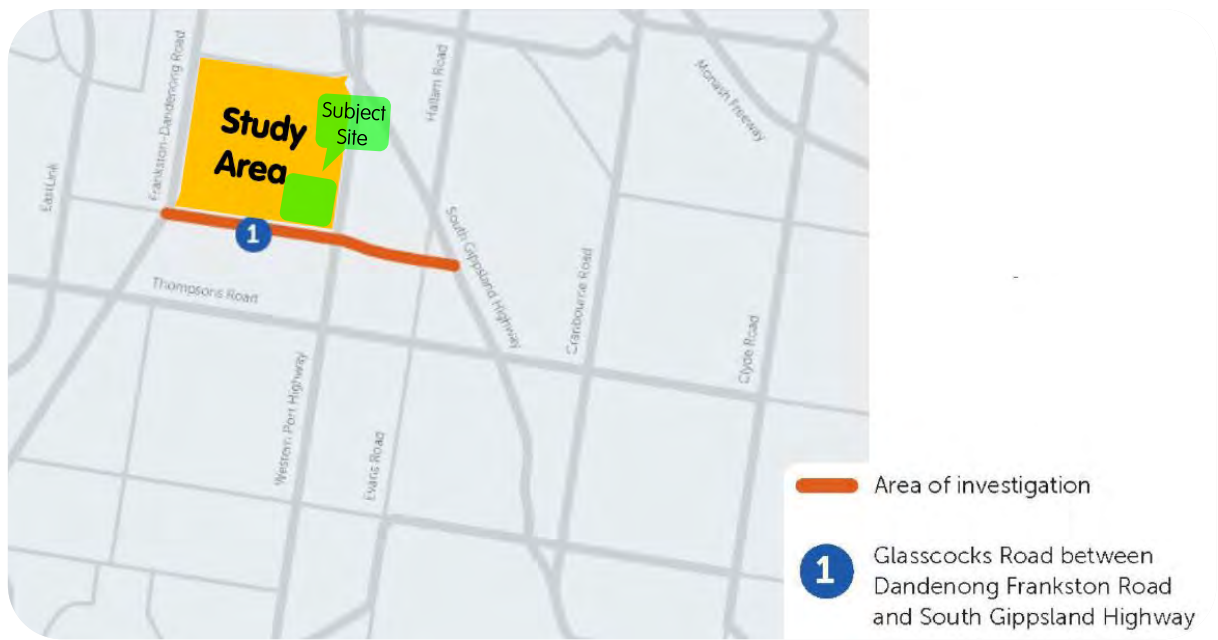 Frankston-Dandenong Road
Hallam Road
Monash Freeway
Study
Area
Subject
Site
EastLink
1
South Gippsland Highway
Thompsons Road
Cranbourne Road
Clyde Road
Western Port Highway
Evans Road
Area of investigation
1
Glasscocks Road between
Dandenong Frankston Road
and South Gippsland Highway